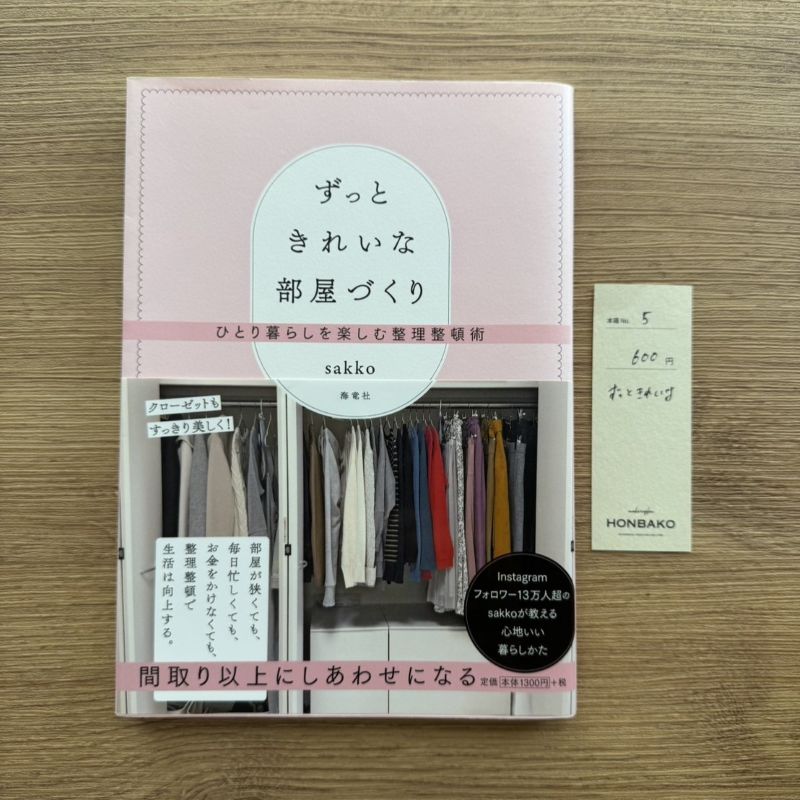 ずっと
きれいな
部屋づくり
ひとり暮らしを楽しむ整理整頓術
sakko
海竜社
クローゼットも
すっきり美しく!
部屋が狭くても、
毎日忙しくても、
お金をかけなくても、
整理整頓で
生活は向上する。
Instagram
フォロワー13万人超の
sakkoが教える
心地いい
暮らしかた
間取り以上にしあわせになる
定価 本体1300円+税
本箱 No. 5
600 円
ずっときれいな
HONBAKO